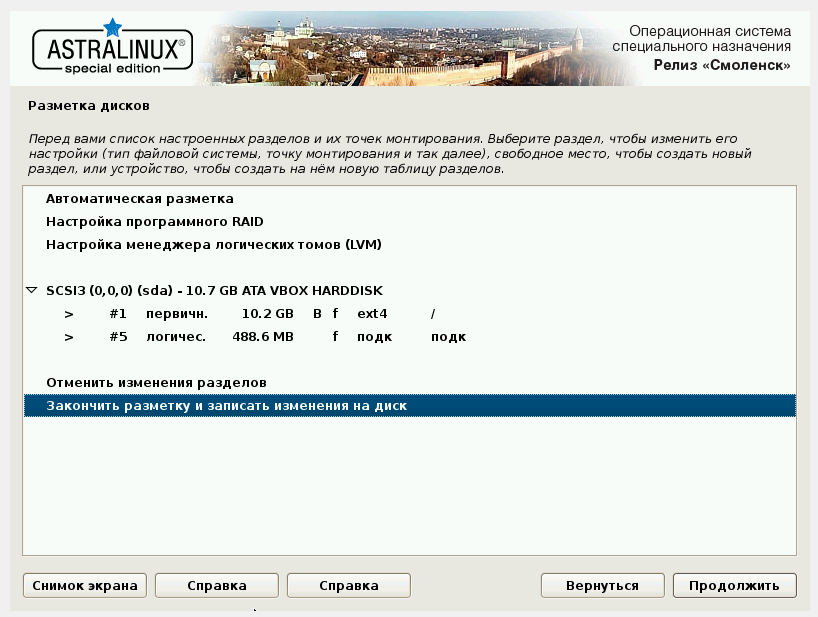 ASTRALINUX®
special edition
Операционная система
специального назначения
Релиз «Смоленск»
Разметка дисков
Перед вами список настроенных разделов и их точек монтирования. Выберите раздел, чтобы изменить его
настройки (тип файловой системы, точку монтирования и так далее), свободное место, чтобы создать новый
раздел, или устройство, чтобы создать на нём новую таблицу разделов.
Автоматическая разметка
Настройка программного RAID
Настройка менеджера логических томов (LVM)
SCSI3 (0,0,0) (sda) - 10.7 GB ATA VBOX HARDDISK
> #1 первичн. 10.2 GB B f ext4 /
> #5 логичес. 488.6 MB f подк подк
Отменить изменения разделов
Закончить разметку и записать изменения на диск
Снимок экрана Справка Справка Вернуться Продолжить